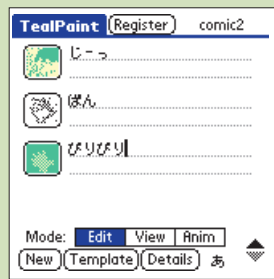 TealPaint (Register) comic2
じーっ
ぱん
びりびり
Mode: Edit View Anim
New Template Details あ